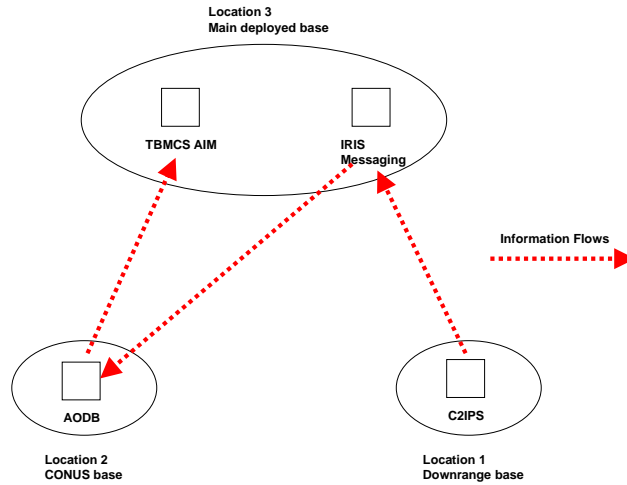 Location 3
Main deployed base
TBMCS AIM
IRIS
Messaging
Information Flows
AODB
C2IPS
Location 2
CONUS base
Location 1
Downrange base